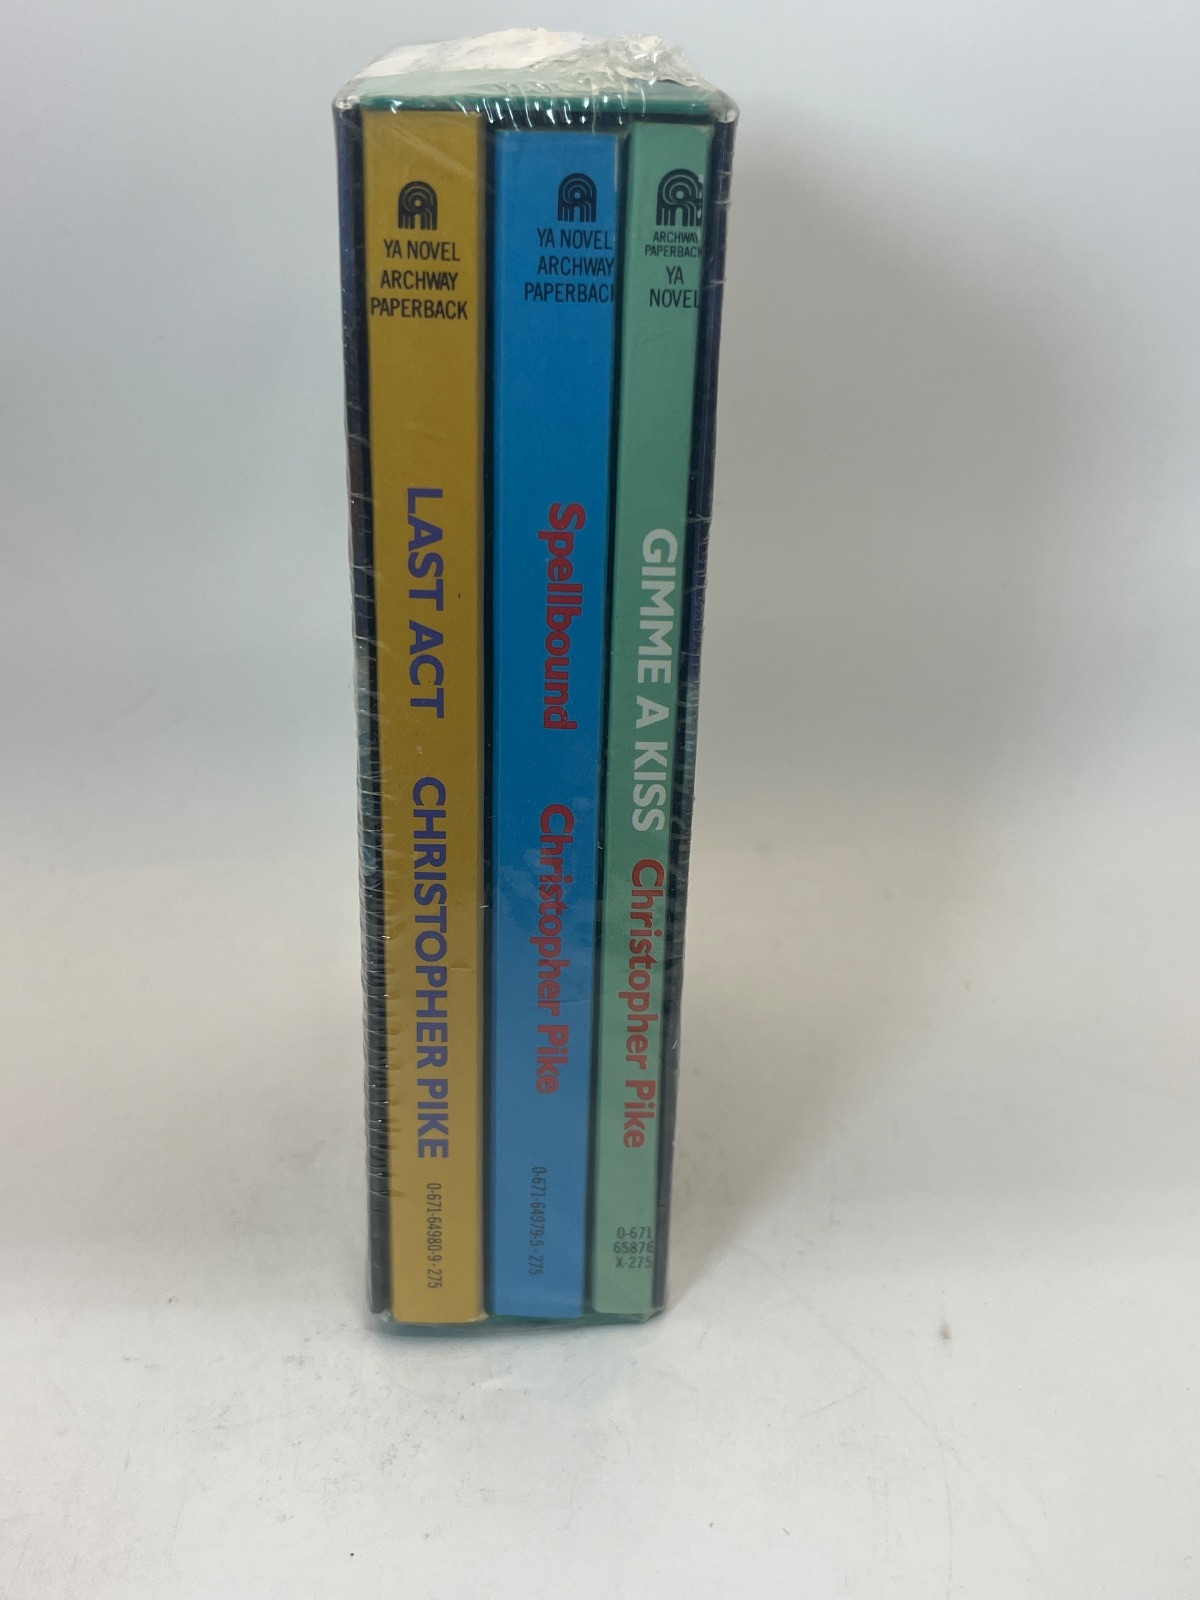 YA NOVEL
ARCHWAY
PAPERBACK
LAST ACT
CHRISTOPHER PIKE
0-671-64980-9·275
YA NOVEL
ARCHWAY
PAPERBACK
Spellbound
Christopher Pike
0-671-64979-5·275
ARCHWAY
PAPERBACK
YA
NOVEL
GIMME A KISS
Christopher Pike
0-671
65876
X·275